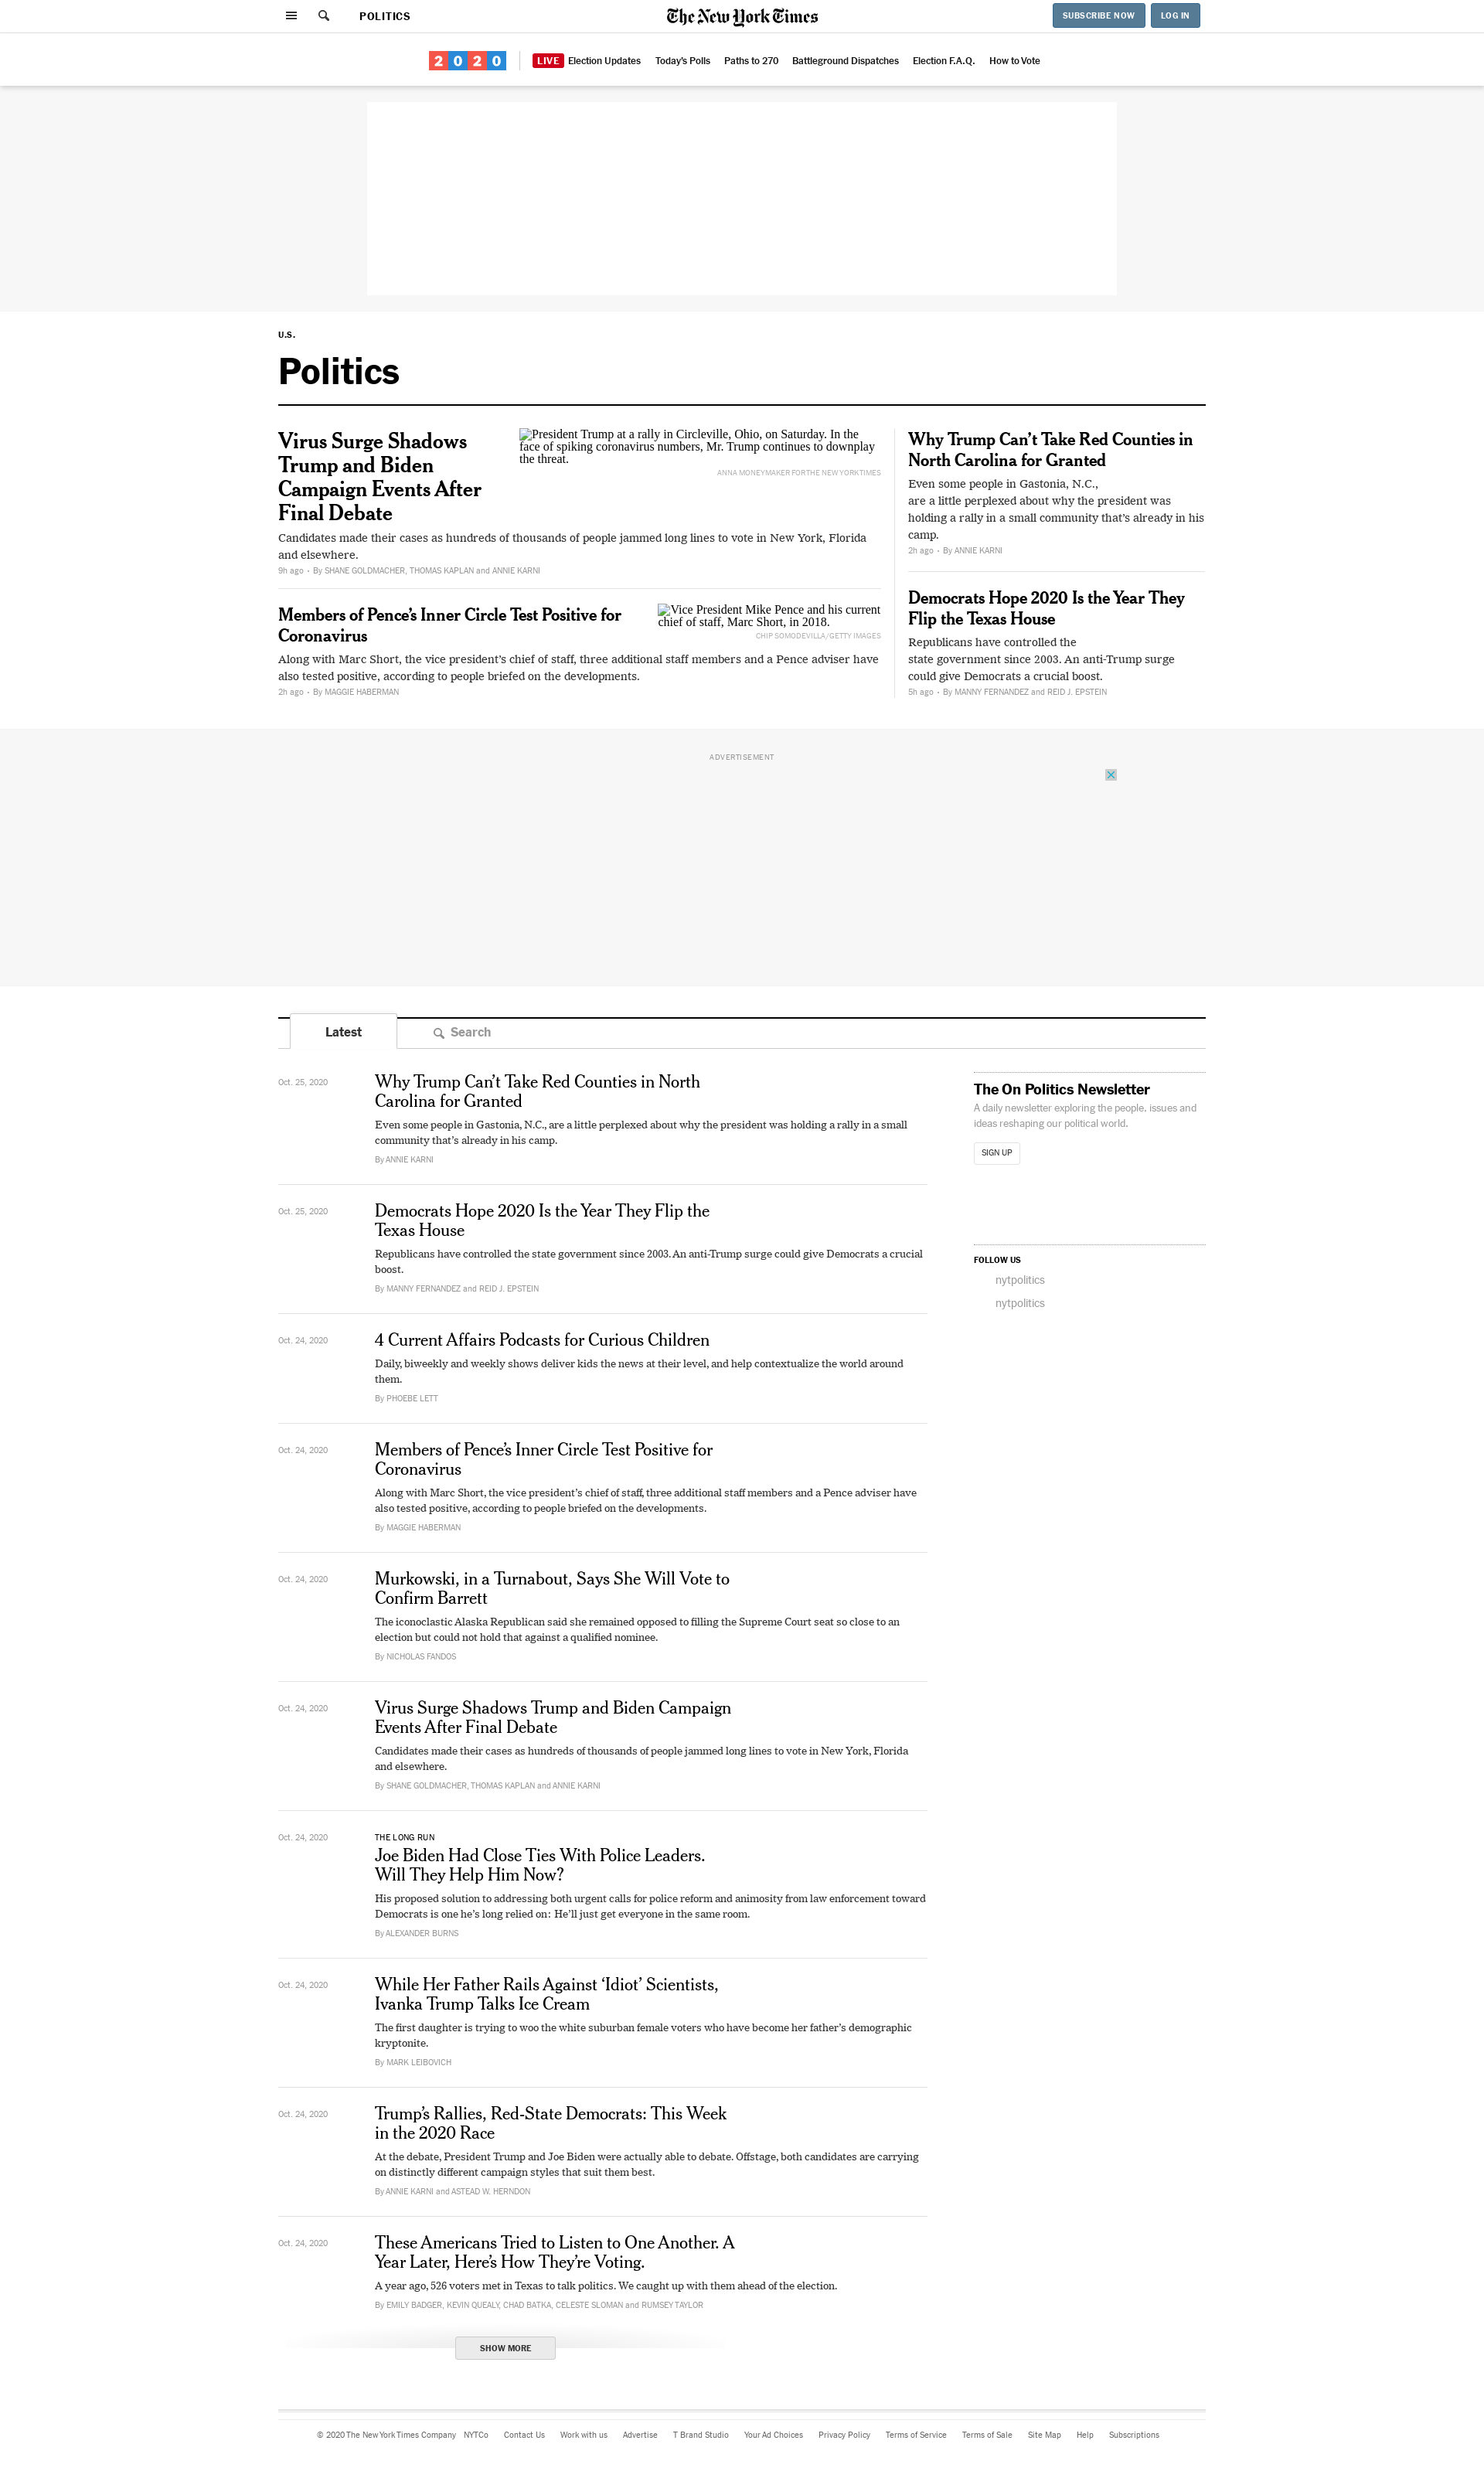 POLITICS
The New York Times
SUBSCRIBE NOW
LOG IN
2020
LIVE Election Updates
Today's Polls
Paths to 270
Battleground Dispatches
Election F.A.Q.
How to Vote
U.S.
Politics
Virus Surge Shadows
Trump and Biden
Campaign Events After
Final Debate
President Trump at a rally in Circleville, Ohio, on Saturday. In the
face of spiking coronavirus numbers, Mr. Trump continues to downplay
the threat.
ANNA MONEYMAKER FOR THE NEW YORK TIMES
Candidates made their cases as hundreds of thousands of people jammed long lines to vote in New York, Florida
and elsewhere.
9h ago • By SHANE GOLDMACHER, THOMAS KAPLAN and ANNIE KARNI
Members of Pence’s Inner Circle Test Positive for
Coronavirus
Vice President Mike Pence and his current
chief of staff, Marc Short, in 2018.
CHIP SOMODEVILLA/GETTY IMAGES
Along with Marc Short, the vice president’s chief of staff, three additional staff members and a Pence adviser have
also tested positive, according to people briefed on the developments.
2h ago • By MAGGIE HABERMAN
Why Trump Can’t Take Red Counties in
North Carolina for Granted
Even some people in Gastonia, N.C.,
are a little perplexed about why the president was
holding a rally in a small community that’s already in his
camp.
2h ago • By ANNIE KARNI
Democrats Hope 2020 Is the Year They
Flip the Texas House
Republicans have controlled the
state government since 2003. An anti-Trump surge
could give Democrats a crucial boost.
5h ago • By MANNY FERNANDEZ and REID J. EPSTEIN
ADVERTISEMENT
Latest
Search
Oct. 25, 2020
Why Trump Can’t Take Red Counties in North
Carolina for Granted
Even some people in Gastonia, N.C., are a little perplexed about why the president was holding a rally in a small
community that’s already in his camp.
By ANNIE KARNI
Oct. 25, 2020
Democrats Hope 2020 Is the Year They Flip the
Texas House
Republicans have controlled the state government since 2003. An anti-Trump surge could give Democrats a crucial
boost.
By MANNY FERNANDEZ and REID J. EPSTEIN
Oct. 24, 2020
4 Current Affairs Podcasts for Curious Children
Daily, biweekly and weekly shows deliver kids the news at their level, and help contextualize the world around
them.
By PHOEBE LETT
Oct. 24, 2020
Members of Pence’s Inner Circle Test Positive for
Coronavirus
Along with Marc Short, the vice president’s chief of staff, three additional staff members and a Pence adviser have
also tested positive, according to people briefed on the developments.
By MAGGIE HABERMAN
Oct. 24, 2020
Murkowski, in a Turnabout, Says She Will Vote to
Confirm Barrett
The iconoclastic Alaska Republican said she remained opposed to filling the Supreme Court seat so close to an
election but could not hold that against a qualified nominee.
By NICHOLAS FANDOS
Oct. 24, 2020
Virus Surge Shadows Trump and Biden Campaign
Events After Final Debate
Candidates made their cases as hundreds of thousands of people jammed long lines to vote in New York, Florida
and elsewhere.
By SHANE GOLDMACHER, THOMAS KAPLAN and ANNIE KARNI
Oct. 24, 2020
THE LONG RUN
Joe Biden Had Close Ties With Police Leaders.
Will They Help Him Now?
His proposed solution to addressing both urgent calls for police reform and animosity from law enforcement toward
Democrats is one he’s long relied on: He’ll just get everyone in the same room.
By ALEXANDER BURNS
Oct. 24, 2020
While Her Father Rails Against ‘Idiot’ Scientists,
Ivanka Trump Talks Ice Cream
The first daughter is trying to woo the white suburban female voters who have become her father’s demographic
kryptonite.
By MARK LEIBOVICH
Oct. 24, 2020
Trump’s Rallies, Red-State Democrats: This Week
in the 2020 Race
At the debate, President Trump and Joe Biden were actually able to debate. Offstage, both candidates are carrying
on distinctly different campaign styles that suit them best.
By ANNIE KARNI and ASTEAD W. HERNDON
Oct. 24, 2020
These Americans Tried to Listen to One Another. A
Year Later, Here’s How They’re Voting.
A year ago, 526 voters met in Texas to talk politics. We caught up with them ahead of the election.
By EMILY BADGER, KEVIN QUEALY, CHAD BATKA, CELESTE SLOMAN and RUMSEY TAYLOR
SHOW MORE
The On Politics Newsletter
A daily newsletter exploring the people, issues and
ideas reshaping our political world.
SIGN UP
FOLLOW US
nytpolitics
nytpolitics
© 2020 The New York Times Company NYTCo Contact Us Work with us Advertise T Brand Studio Your Ad Choices Privacy Policy Terms of Service Terms of Sale Site Map Help Subscriptions